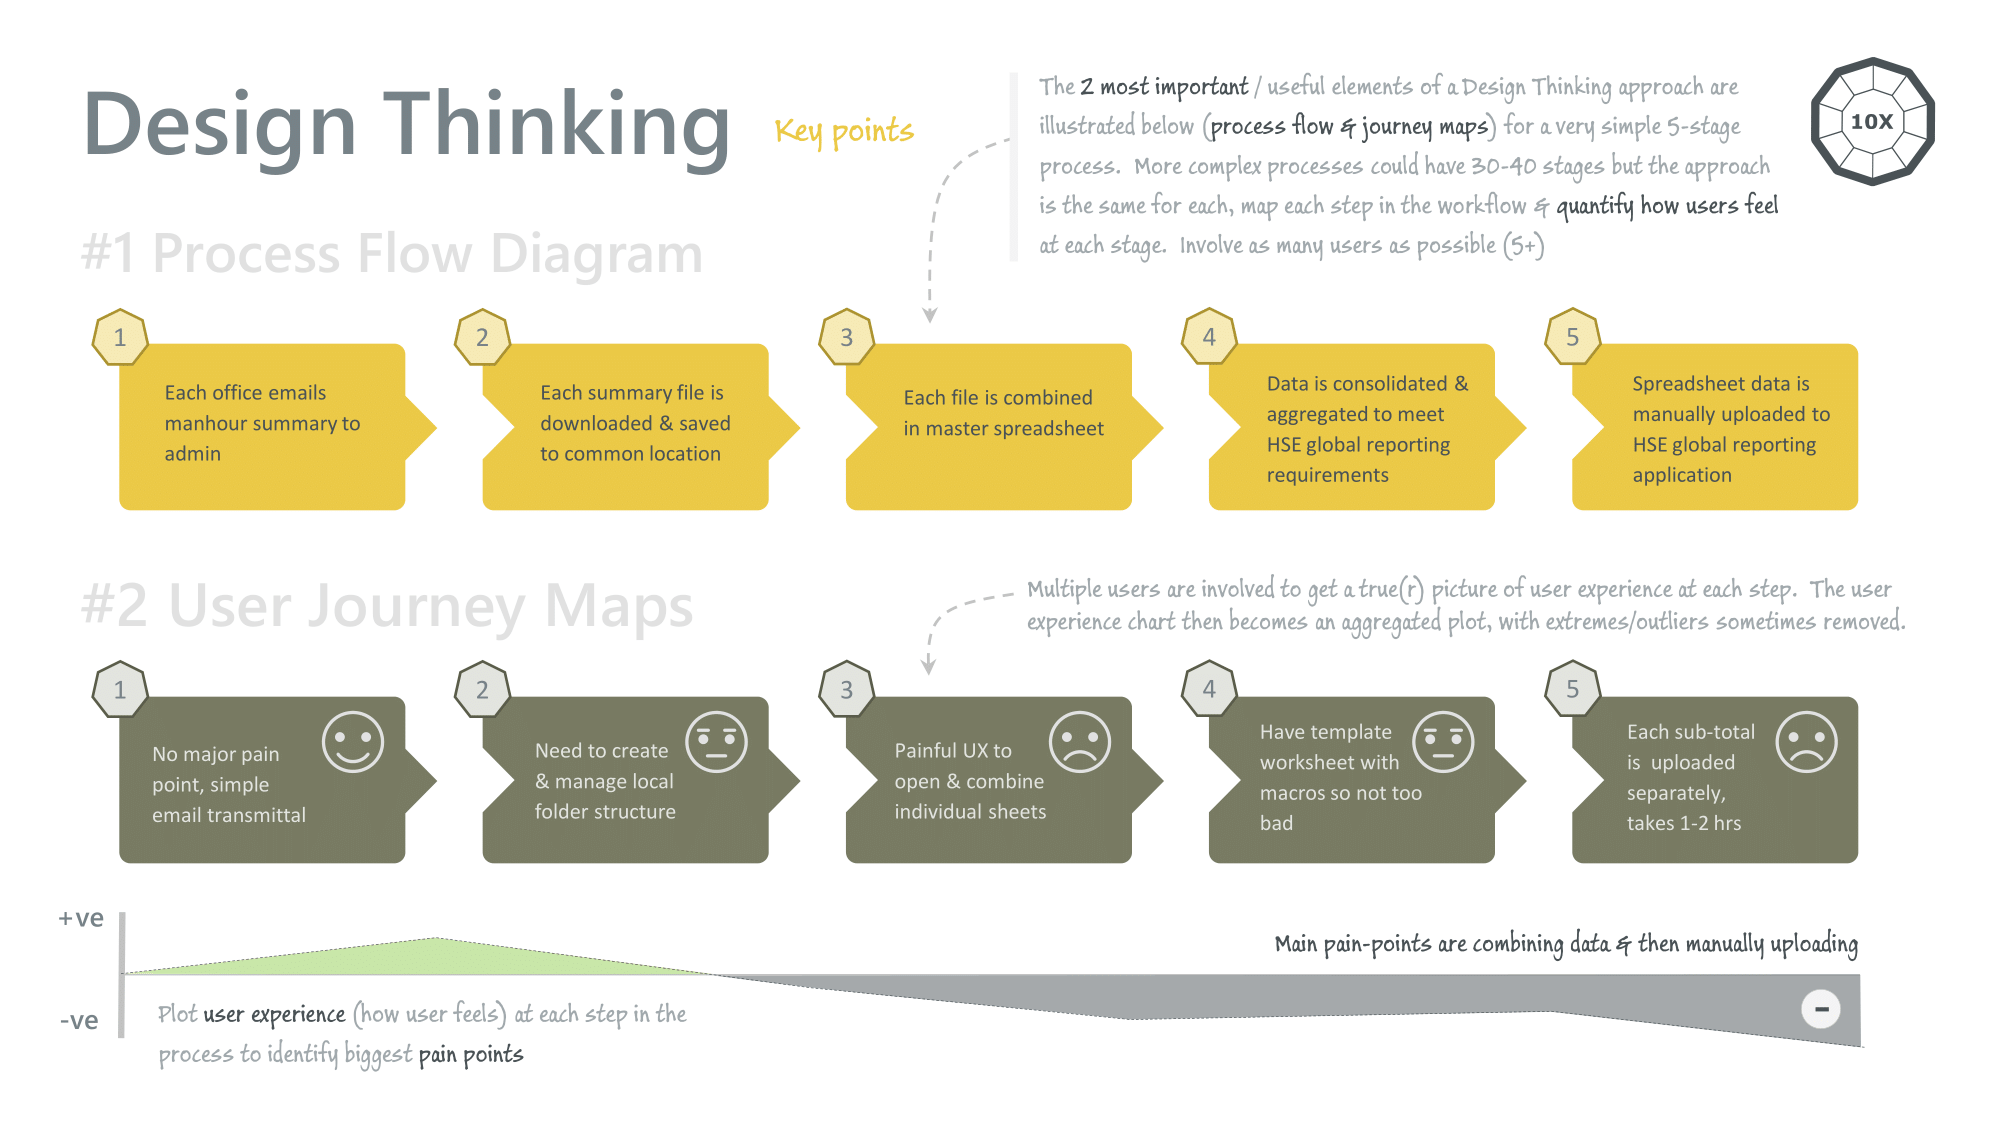 Design Thinking
Key points
The 2 most important / useful elements of a Design Thinking approach are
illustrated below (process flow & journey maps) for a very simple 5-stage
process. More complex processes could have 30-40 stages but the approach
is the same for each, map each step in the workflow & quantify how users feel
at each stage. Involve as many users as possible (5+)
10X
#1 Process Flow Diagram
1
Each office emails
manhour summary to
admin
2
Each summary file is
downloaded & saved
to common location
3
Each file is combined
in master spreadsheet
4
Data is consolidated &
aggregated to meet
HSE global reporting
requirements
5
Spreadsheet data is
manually uploaded to
HSE global reporting
application
#2 User Journey Maps
Multiple users are involved to get a true(r) picture of user experience at each step. The user
experience chart then becomes an aggregated plot, with extremes/outliers sometimes removed.
1
No major pain
point, simple
email transmittal
2
Need to create
& manage local
folder structure
3
Painful UX to
open & combine
individual sheets
4
Have template
worksheet with
macros so not too
bad
5
Each sub-total
is uploaded
separately,
takes 1-2 hrs
+ve
-ve
Main pain-points are combining data & then manually uploading
-
Plot user experience (how user feels) at each step in the
process to identify biggest pain points